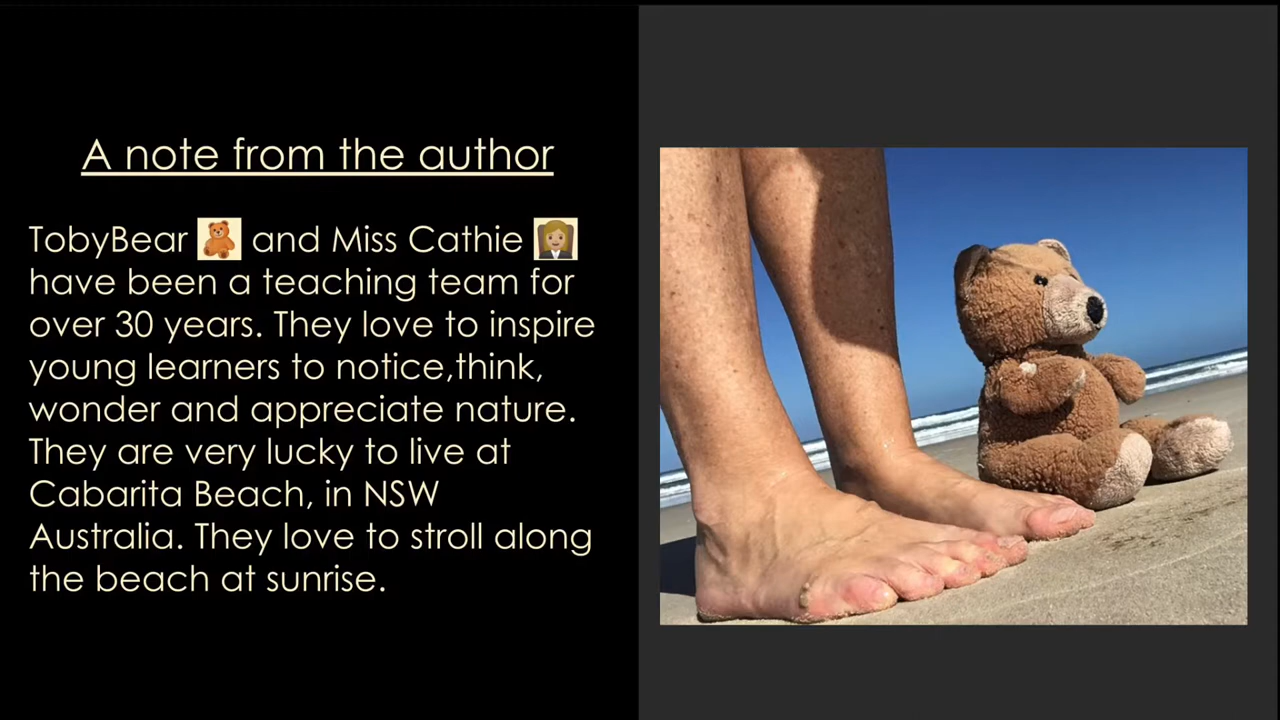 A note from the author
TobyBear 🧸 and Miss Cathie 👩🏼‍⚖️
have been a teaching team for
over 30 years. They love to inspire
young learners to notice,think,
wonder and appreciate nature.
They are very lucky to live at
Cabarita Beach, in NSW
Australia. They love to stroll along
the beach at sunrise.